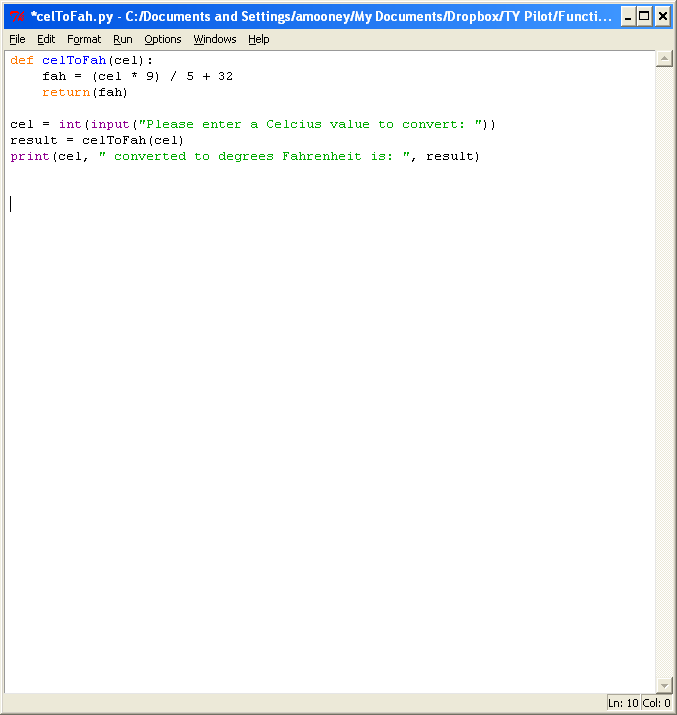 *celToFah.py - C:/Documents and Settings/amooney/My Documents/Dropbox/TY Pilot/Functi...
File Edit Format Run Options Windows Help
def celToFah(cel):
    fah = (cel * 9) / 5 + 32
    return(fah)
cel = int(input("Please enter a Celcius value to convert: "))
result = celToFah(cel)
print(cel, " converted to degrees Fahrenheit is: ", result)
Ln: 10 Col: 0